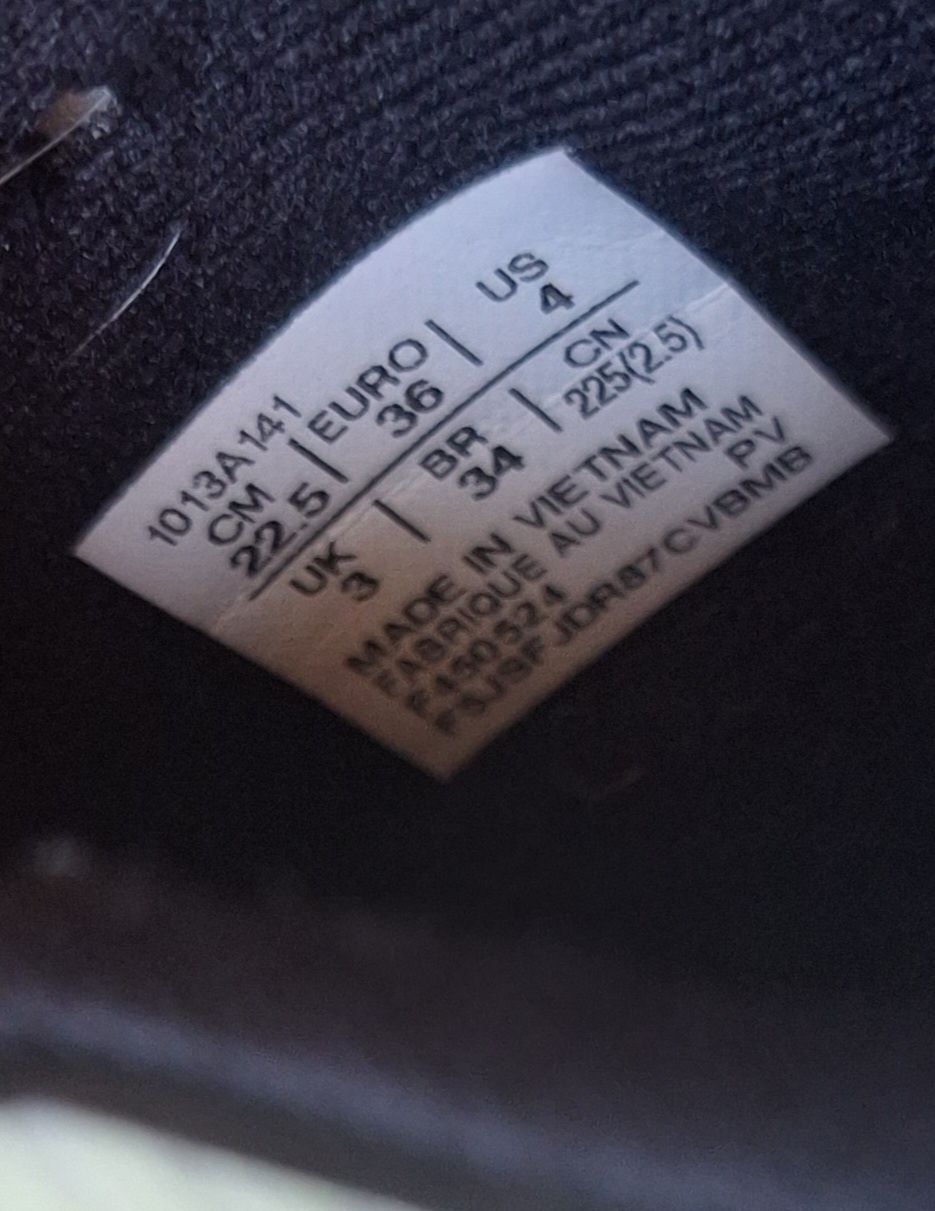 1013A141
CM | EURO | US
22.5 | 36 | 4
UK | BR | CN
3 | 34 | 225(2.5)
MADE IN VIETNAM
FABRIQUE AU VIETNAM
PV